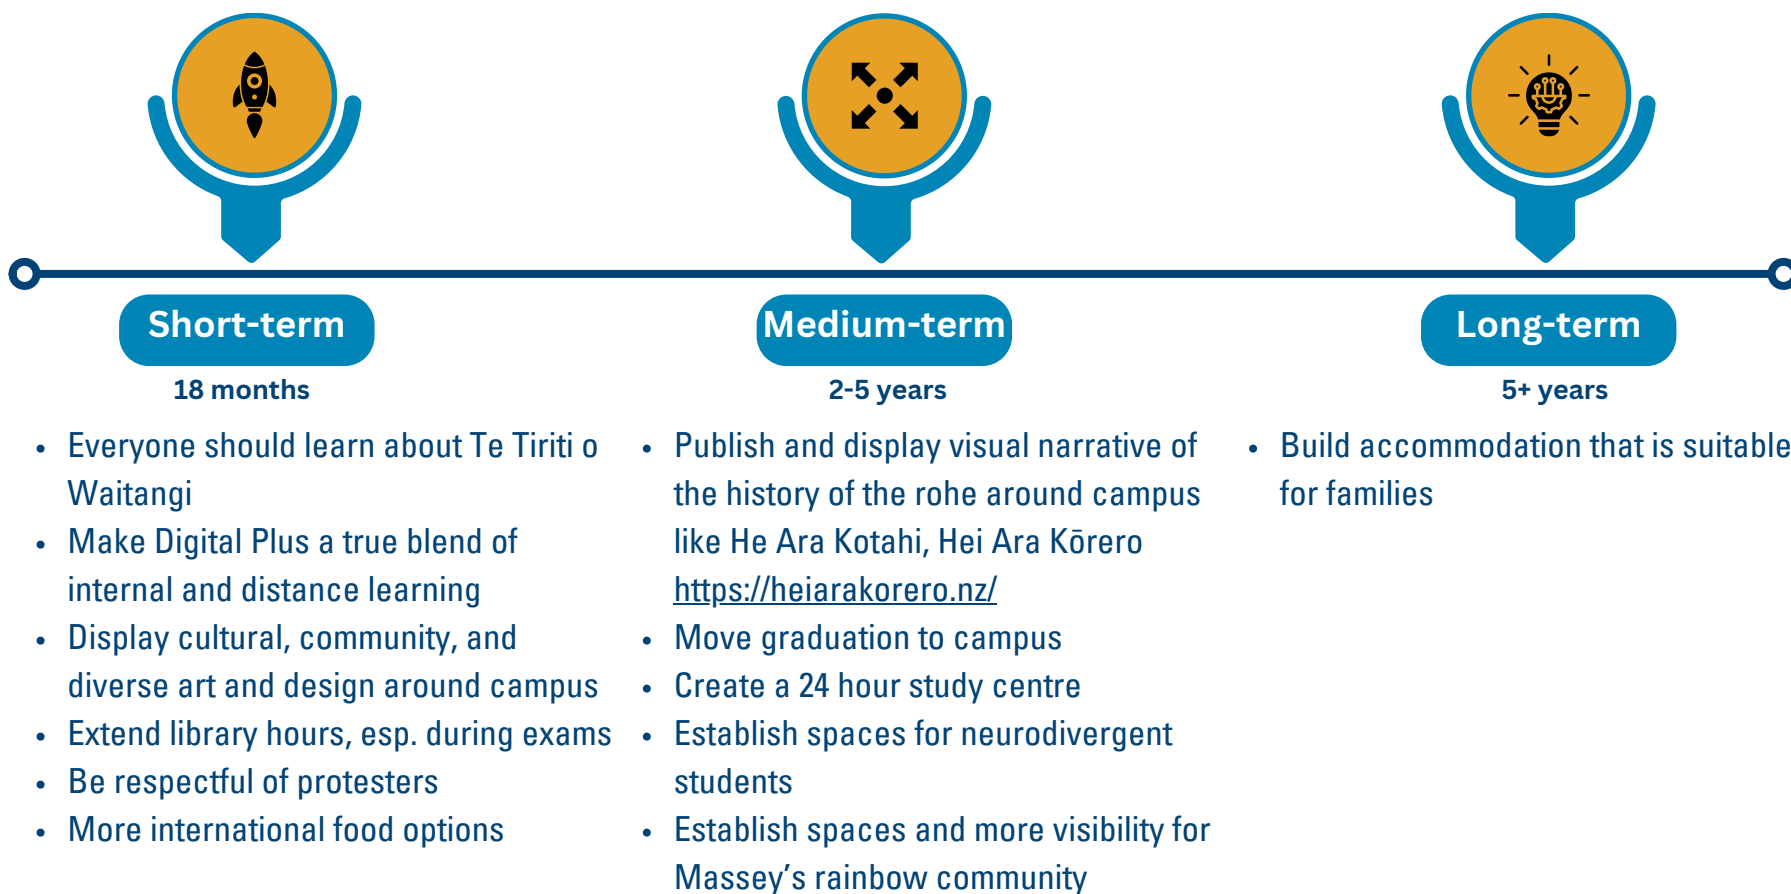 Short-term
18 months
• Everyone should learn about Te Tiriti o
Waitangi
• Make Digital Plus a true blend of
internal and distance learning
• Display cultural, community, and
diverse art and design around campus
• Extend library hours, esp. during exams
• Be respectful of protesters
• More international food options
Medium-term
2-5 years
• Publish and display visual narrative of
the history of the rohe around campus
like He Ara Kotahi, Hei Ara Kōrero
https://heiarakorero.nz/
• Move graduation to campus
• Create a 24 hour study centre
• Establish spaces for neurodivergent
students
• Establish spaces and more visibility for
Massey’s rainbow community
Long-term
5+ years
• Build accommodation that is suitable
for families